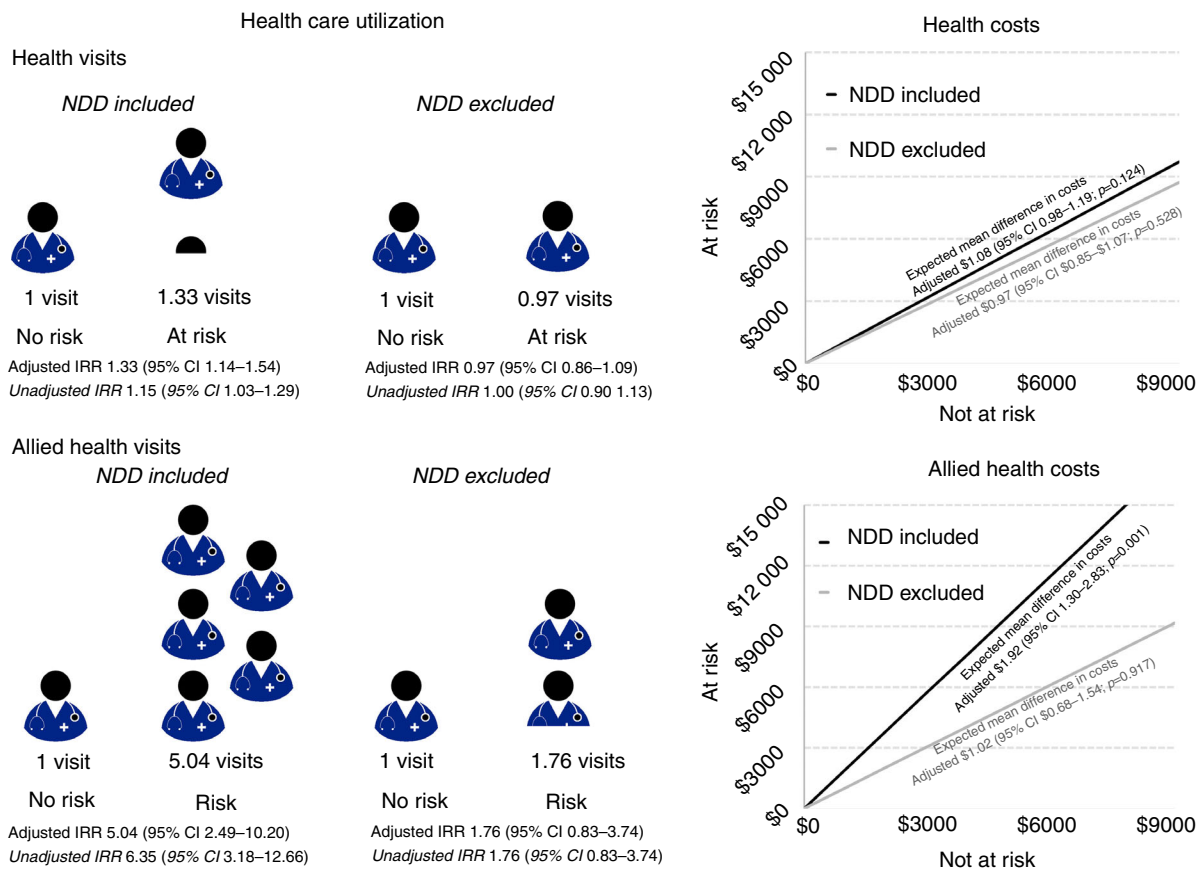 Health care utilization
Health visits
NDD included
NDD excluded
1 visit
1.33 visits
1 visit
0.97 visits
No risk
At risk
No risk
At risk
Adjusted IRR 1.33 (95% CI 1.14–1.54)
Unadjusted IRR 1.15 (95% CI 1.03–1.29)
Adjusted IRR 0.97 (95% CI 0.86–1.09)
Unadjusted IRR 1.00 (95% CI 0.90 1.13)
Allied health visits
NDD included
NDD excluded
1 visit
5.04 visits
1 visit
1.76 visits
No risk
Risk
No risk
Risk
Adjusted IRR 5.04 (95% CI 2.49–10.20)
Unadjusted IRR 6.35 (95% CI 3.18–12.66)
Adjusted IRR 1.76 (95% CI 0.83–3.74)
Unadjusted IRR 1.76 (95% CI 0.83–3.74)
Health costs
NDD included
NDD excluded
At risk
$15 000
$12 000
$9000
$6000
$3000
$0
Expected mean difference in costs
Adjusted $1.08 (95% CI 0.98–1.19; p=0.124)
Expected mean difference in costs
Adjusted $0.97 (95% CI $0.85–$1.07; p=0.528)
$0
$3000
$6000
$9000
Not at risk
Allied health costs
NDD included
NDD excluded
At risk
$15 000
$12 000
$9000
$6000
$3000
$0
Expected mean difference in costs
Adjusted $1.92 (95% CI 1.30–2.83; p=0.001)
Expected mean difference in costs
Adjusted $1.02 (95% CI $0.68–1.54; p=0.917)
$0
$3000
$6000
$9000
Not at risk